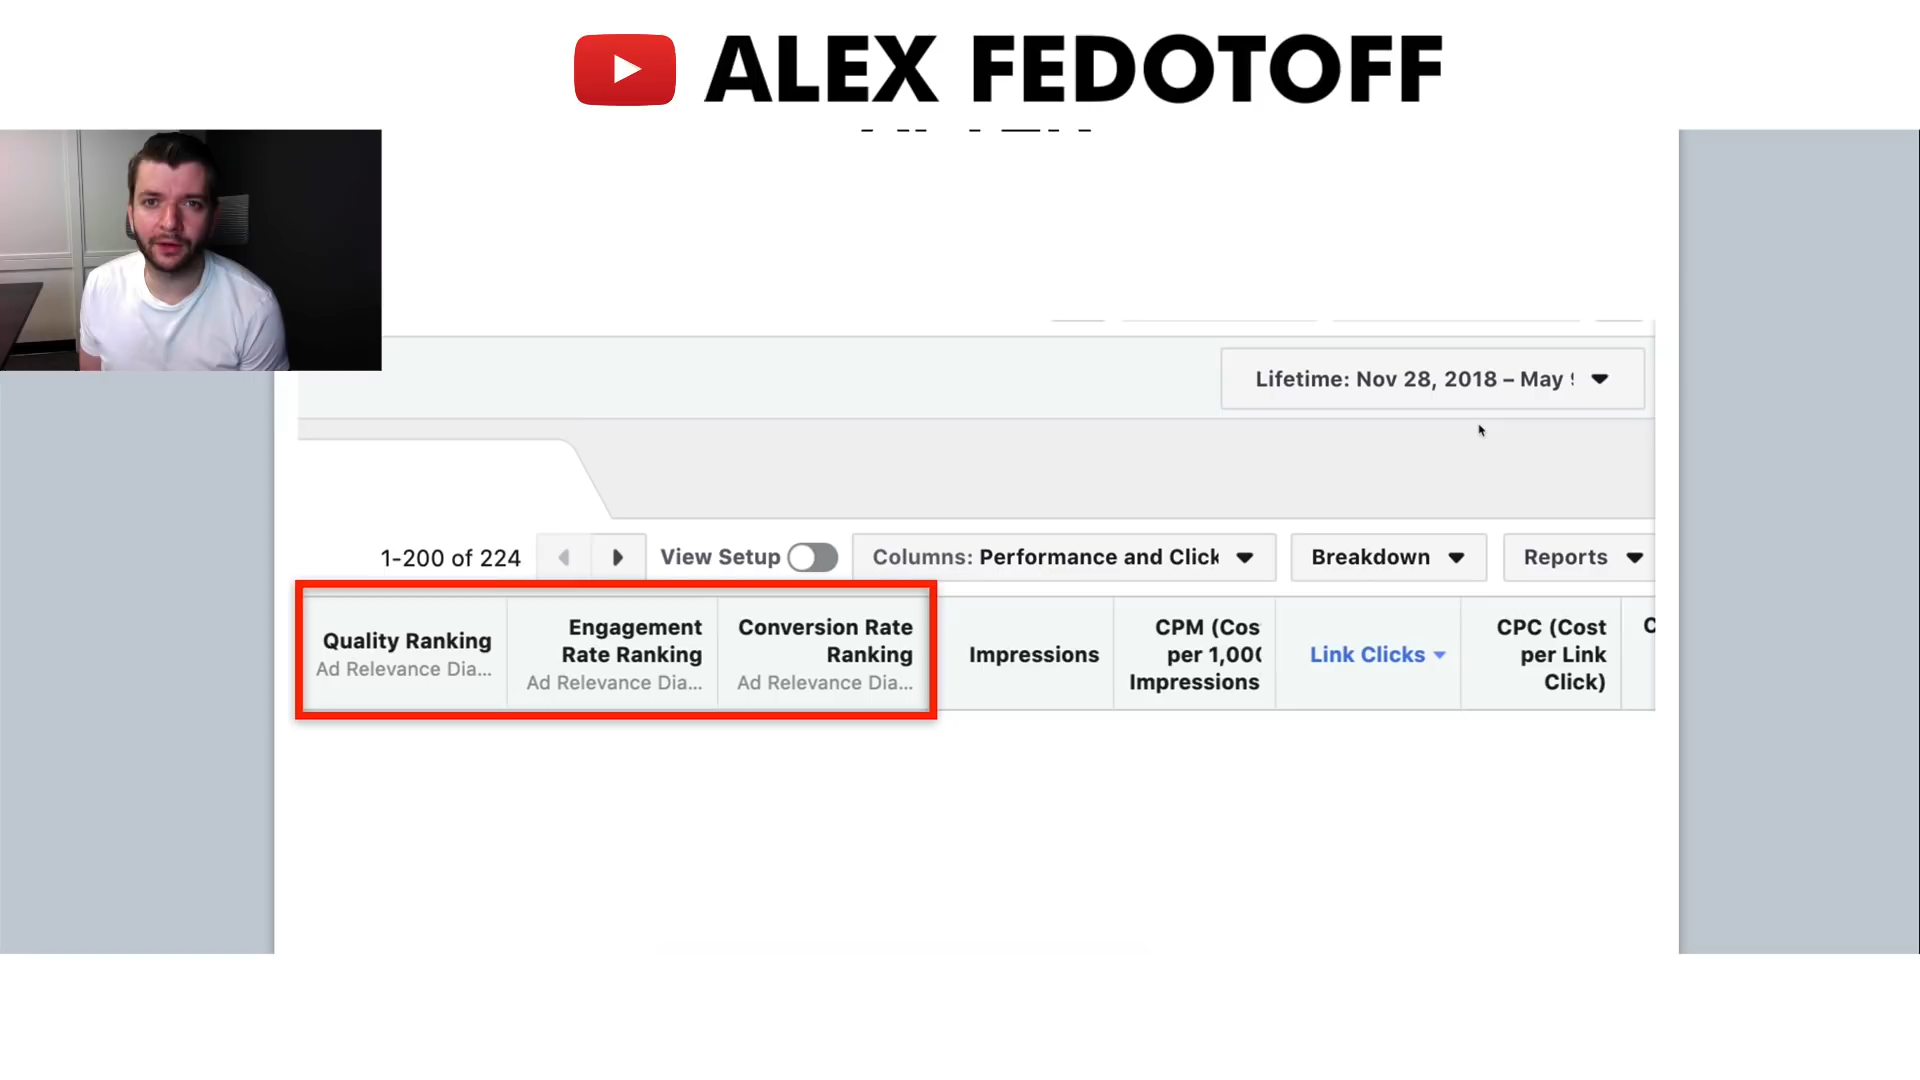 ALEX FEDOTOFF
Lifetime: Nov 28, 2018 – May
1-200 of 224
View Setup
Columns: Performance and Click
Breakdown
Reports
Quality Ranking
Ad Relevance Dia...
Engagement
Rate Ranking
Ad Relevance Dia...
Conversion Rate
Ranking
Ad Relevance Dia...
Impressions
CPM (Cos
per 1,000
Impressions
Link Clicks
CPC (Cost
per Link
Click)
C